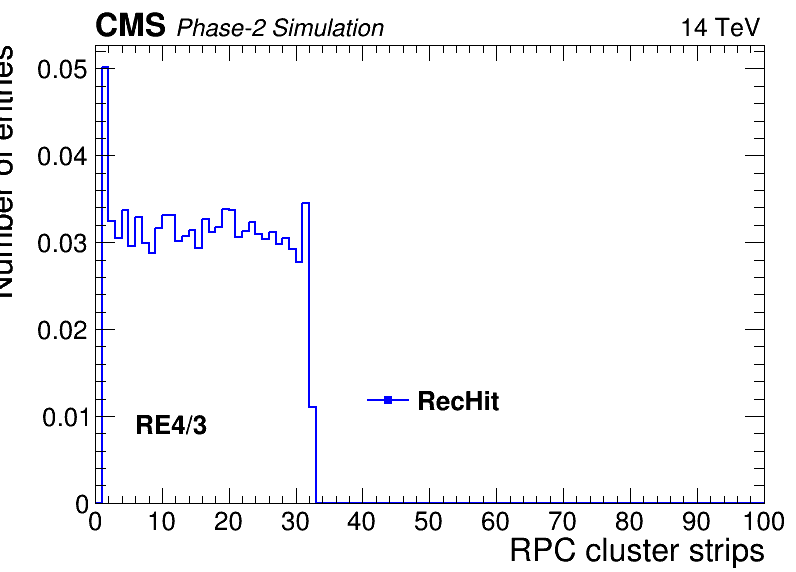 CMS Phase-2 Simulation 14 TeV
Number of entries
0.05
0.04
0.03
0.02
0.01
0
RE4/3
RecHit
0 10 20 30 40 50 60 70 80 90 100
RPC cluster strips